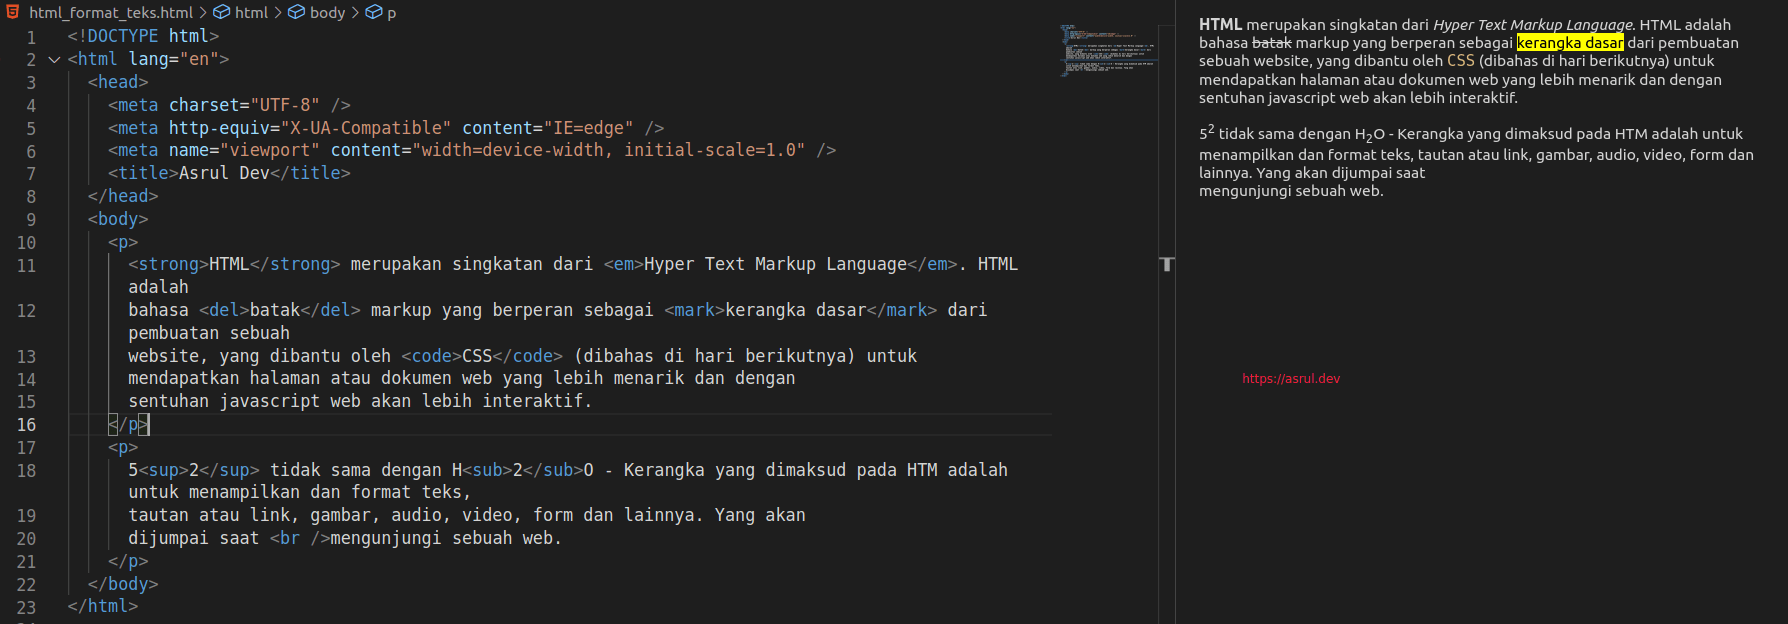 html_format_teks.html > html > body > p
1 <!DOCTYPE html>
2 <html lang="en">
3 <head>
4 <meta charset="UTF-8" />
5 <meta http-equiv="X-UA-Compatible" content="IE=edge" />
6 <meta name="viewport" content="width=device-width, initial-scale=1.0" />
7 <title>Asrul Dev</title>
8 </head>
9 <body>
10 <p>
11 <strong>HTML</strong> merupakan singkatan dari <em>Hyper Text Markup Language</em>. HTML
adalah
12 bahasa <del>batak</del> markup yang berperan sebagai <mark>kerangka dasar</mark> dari
pembuatan sebuah
13 website, yang dibantu oleh <code>CSS</code> (dibahas di hari berikutnya) untuk
14 mendapatkan halaman atau dokumen web yang lebih menarik dan dengan
15 sentuhan javascript web akan lebih interaktif.
16 </p>
17 <p>
18 5<sup>2</sup> tidak sama dengan H<sub>2</sub>O - Kerangka yang dimaksud pada HTM adalah
untuk menampilkan dan format teks,
19 tautan atau link, gambar, audio, video, form dan lainnya. Yang akan
20 dijumpai saat <br />mengunjungi sebuah web.
21 </p>
22 </body>
23 </html>
HTML merupakan singkatan dari Hyper Text Markup Language. HTML adalah
bahasa batak markup yang berperan sebagai kerangka dasar dari pembuatan
sebuah website, yang dibantu oleh CSS (dibahas di hari berikutnya) untuk
mendapatkan halaman atau dokumen web yang lebih menarik dan dengan
sentuhan javascript web akan lebih interaktif.
5² tidak sama dengan H₂O - Kerangka yang dimaksud pada HTM adalah untuk
menampilkan dan format teks, tautan atau link, gambar, audio, video, form dan
lainnya. Yang akan dijumpai saat
mengunjungi sebuah web.
https://asrul.dev